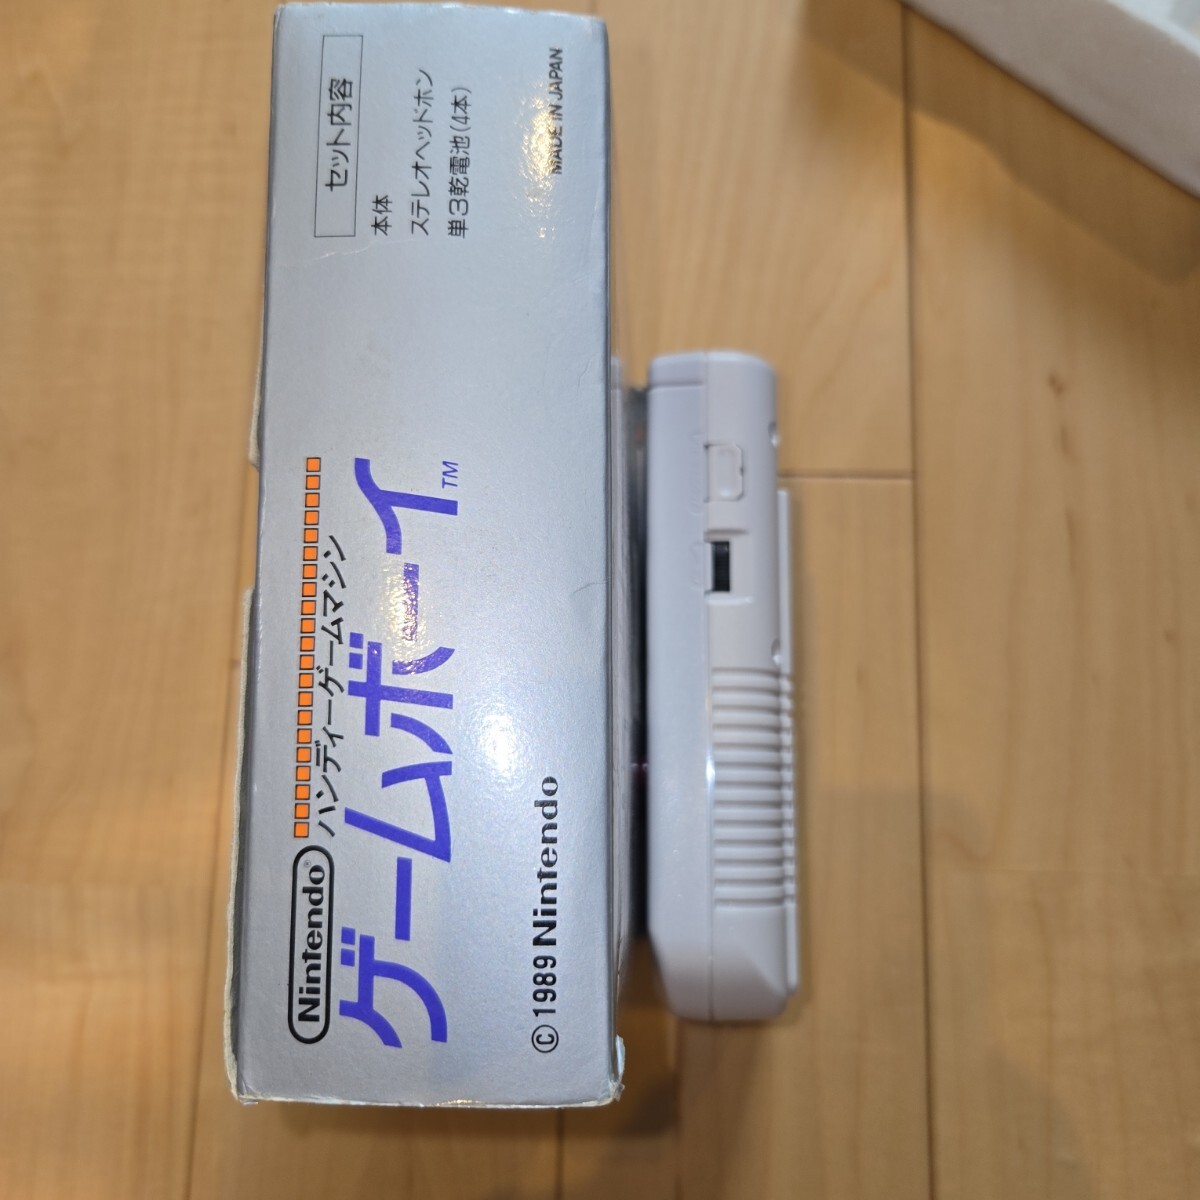 Nintendo®
ハンディーゲームマシン
ゲームボーイ™
© 1989 Nintendo
セット内容
本体
ステレオヘッドホン
単3乾電池(4本)
MADE IN JAPAN